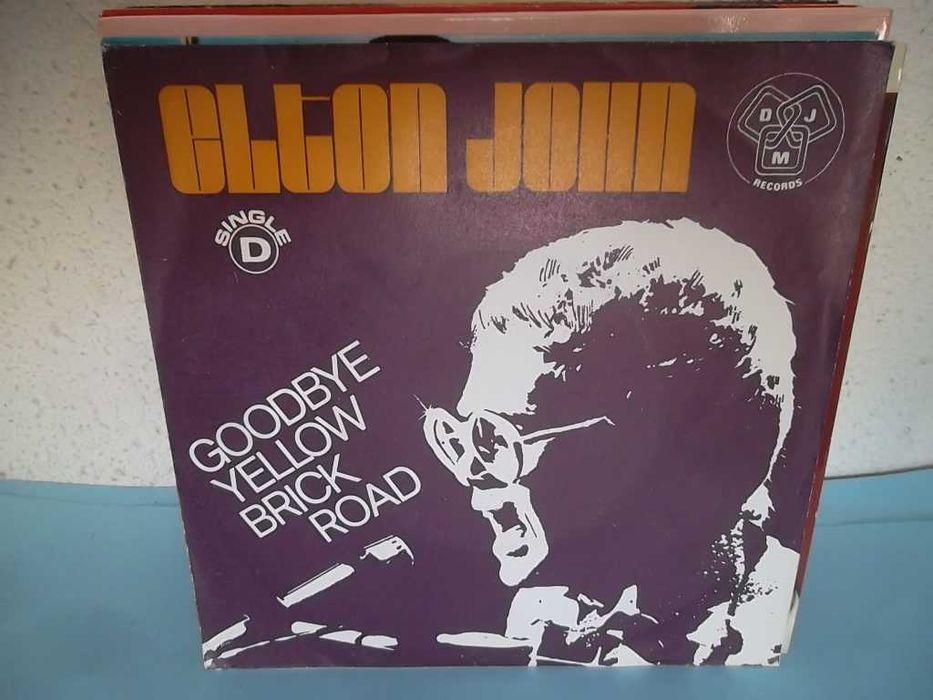 ELTON JOHN
D J
M
RECORDS
SINGLE
D
GOODBYE
YELLOW
BRICK
ROAD